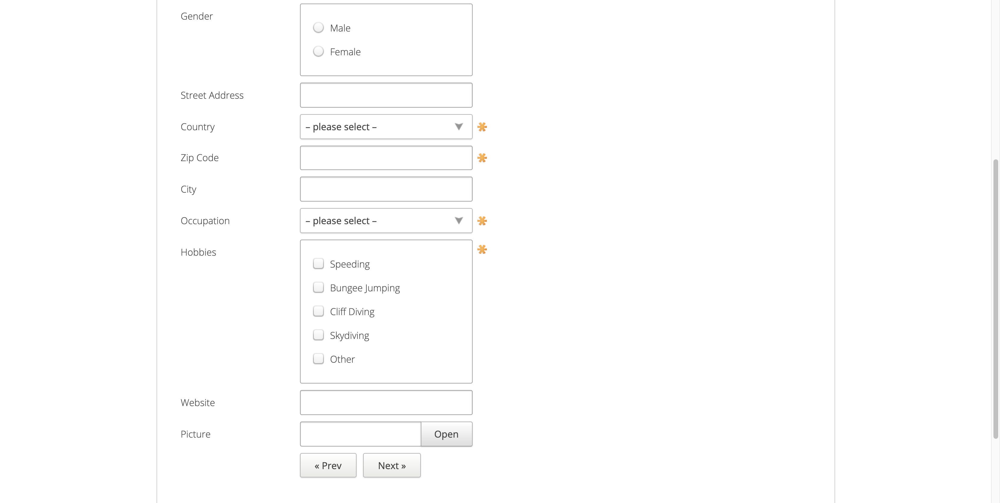 Gender
Male
Female
Street Address
Country
– please select –
Zip Code
City
Occupation
– please select –
Hobbies
Speeding
Bungee Jumping
Cliff Diving
Skydiving
Other
Website
Picture
Open
« Prev
Next »